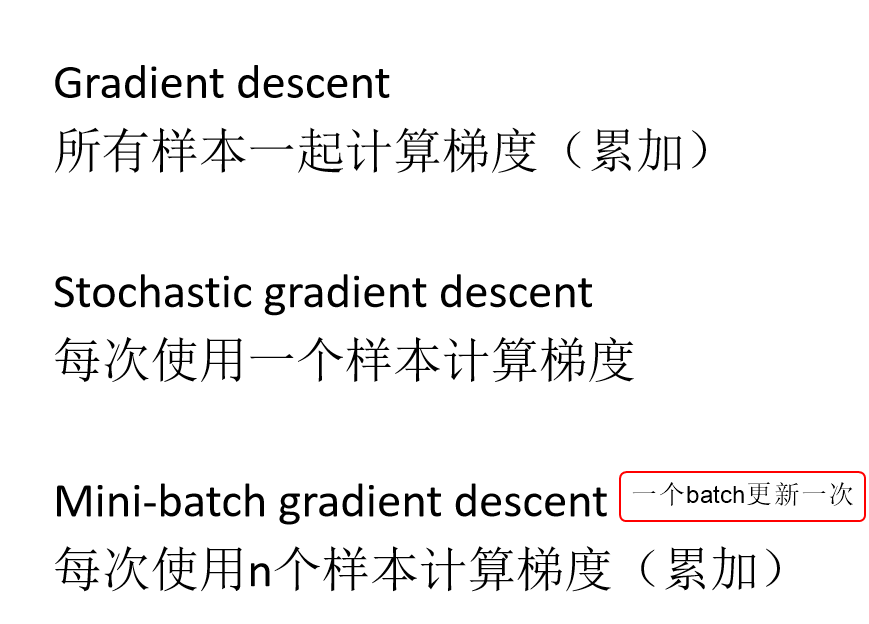 Gradient descent
所有样本一起计算梯度（累加）
Stochastic gradient descent
每次使用一个样本计算梯度
Mini-batch gradient descent
一个batch更新一次
每次使用n个样本计算梯度（累加）